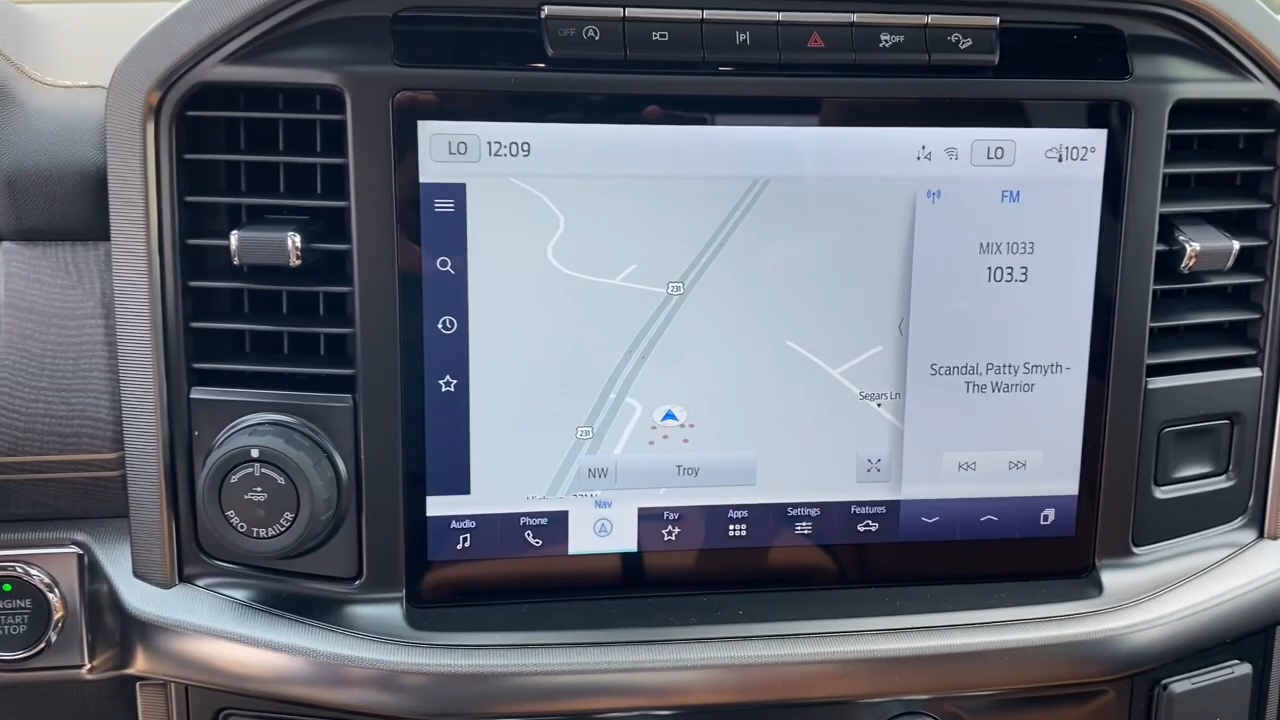 OFF
|P|
OFF
LO 12:09
LO 102°
FM
MIX 1033
103.3
231
Scandal, Patty Smyth -
The Warrior
Segars Ln
231
NW Troy
Nav
Audio
Phone
Fav
Apps
Settings
Features
PRO TRAILER
ENGINE
START
STOP